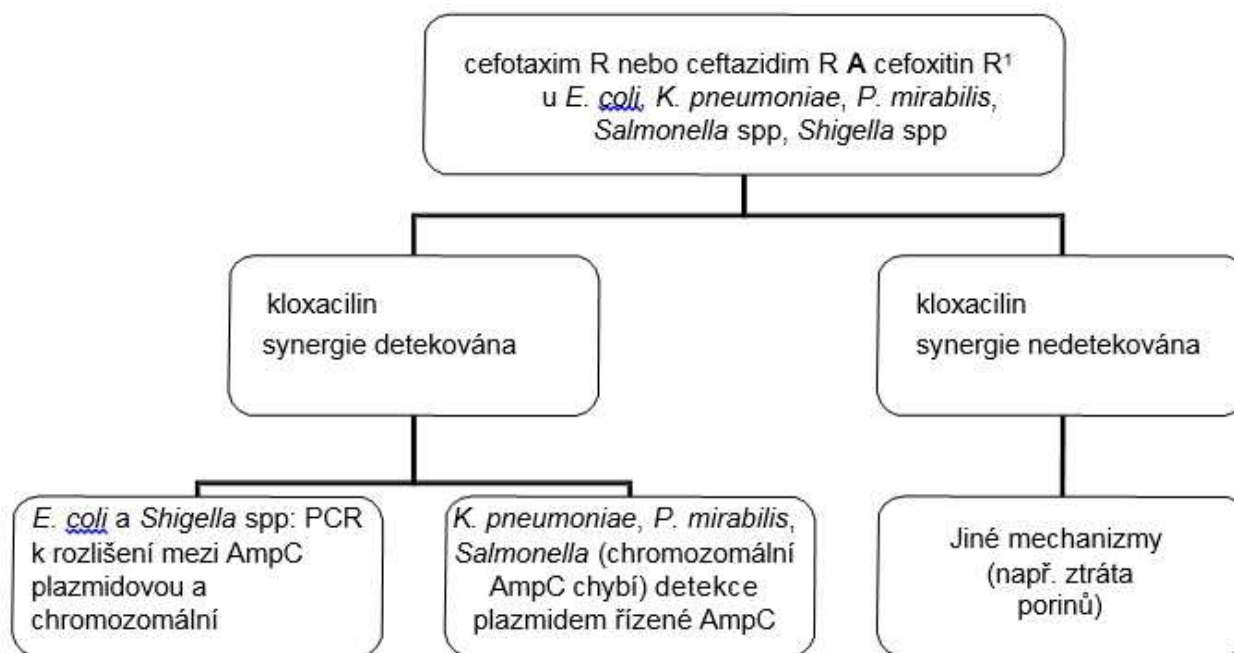 cefotaxim R nebo ceftazidim R A cefoxitin R¹
u E. coli, K. pneumoniae, P. mirabilis,
Salmonella spp, Shigella spp
kloxacilin
synergie detekována
kloxacilin
synergie nedetekována
E. coli a Shigella spp: PCR
k rozlišení mezi AmpC
plazmidovou a
chromozomální
K. pneumoniae, P. mirabilis,
Salmonella (chromozomální
AmpC chybí) detekce
plazmidem řízené AmpC
Jiné mechanizmy
(např. ztráta
porinů)